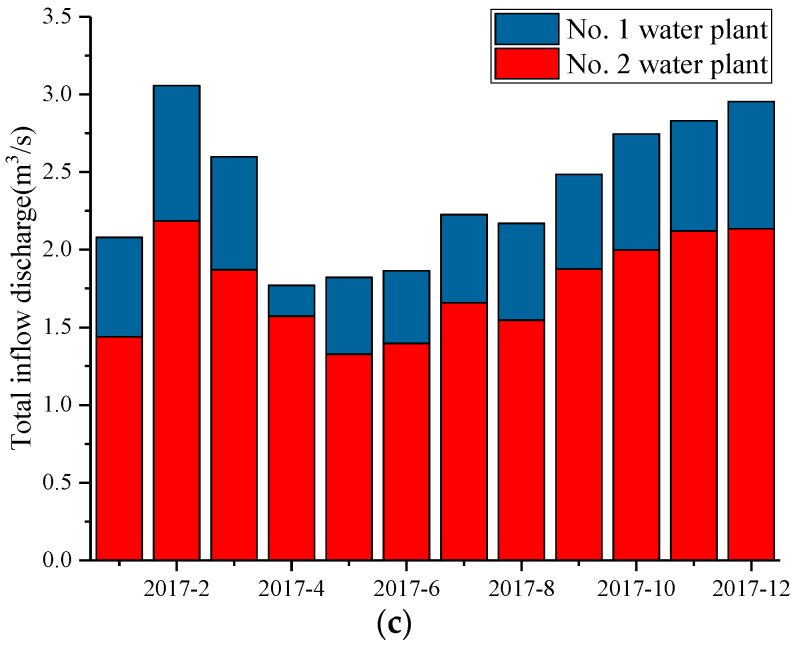 No. 1 water plant
No. 2 water plant
Total inflow discharge(m³/s)
3.5
3.0
2.5
2.0
1.5
1.0
0.5
0.0
2017-2 2017-4 2017-6 2017-8 2017-10 2017-12
(c)